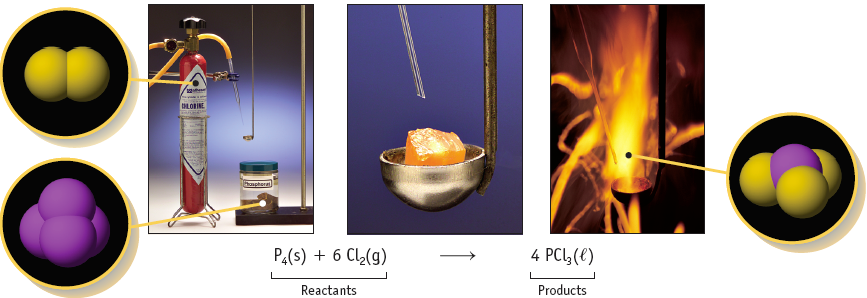 CHLORINE
Phosphorus
P₄(s) + 6 Cl₂(g) ⟶ 4 PCl₃(ℓ)
Reactants
Products